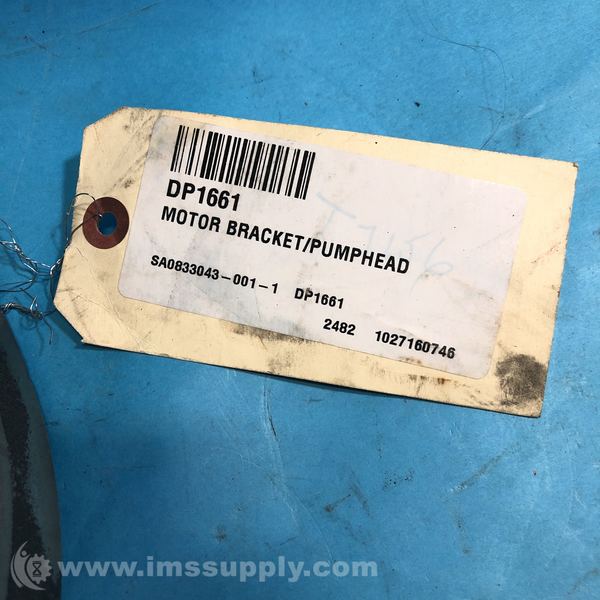 DP1661
MOTOR BRACKET/PUMPHEAD
SA0833043-001-1 DP1661
2482 1027160746
www.imssupply.com